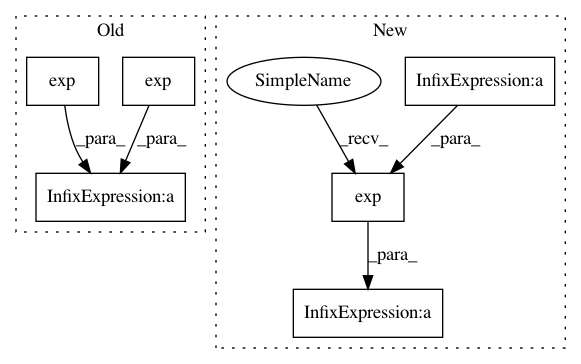 Old
exp
exp
_para_
_para_
InfixExpression:a
New
SimpleName
InfixExpression:a
_recv_
_para_
exp
_para_
InfixExpression:a